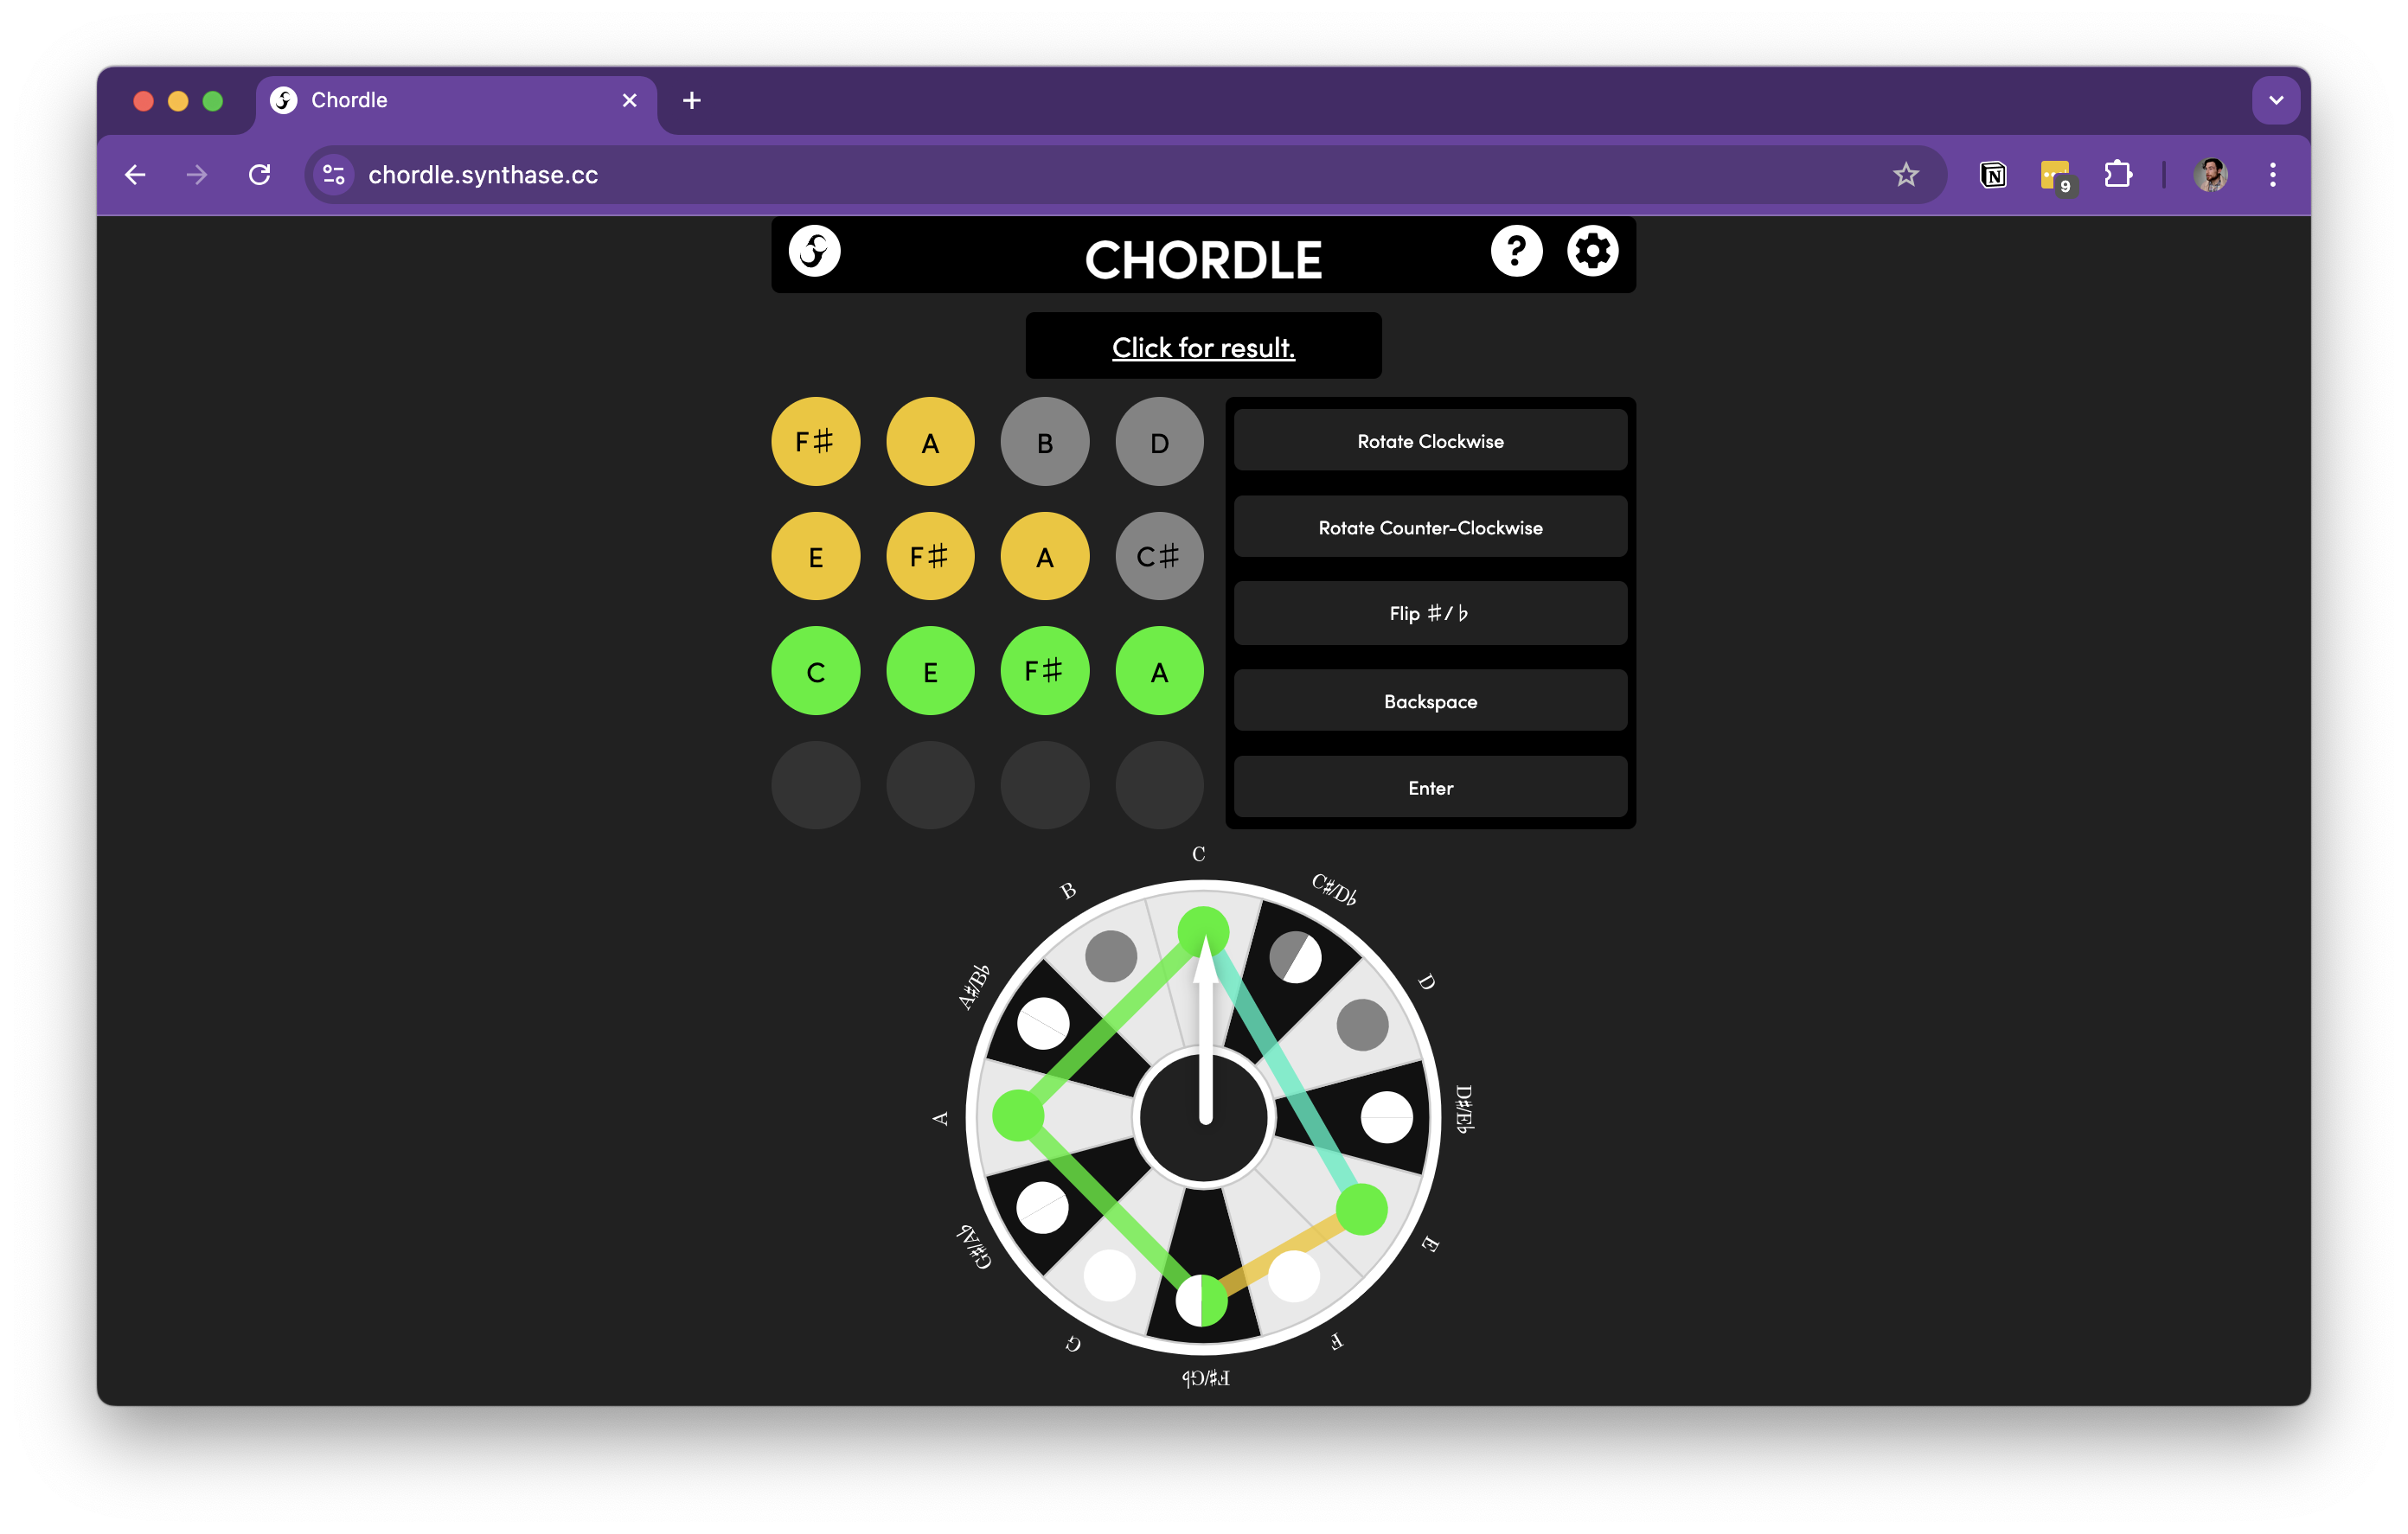 Chordle
chordle.synthase.cc
9
CHORDLE
?
Click for result.
F♯ A B D
Rotate Clockwise
E F♯ A C♯
Rotate Counter-Clockwise
Flip ♯/♭
C E F♯ A
Backspace
Enter
C
C♯/D♭
D
D♯/E♭
E
F
F♯/G♭
G
G♯/A♭
A
A♯/B♭
B